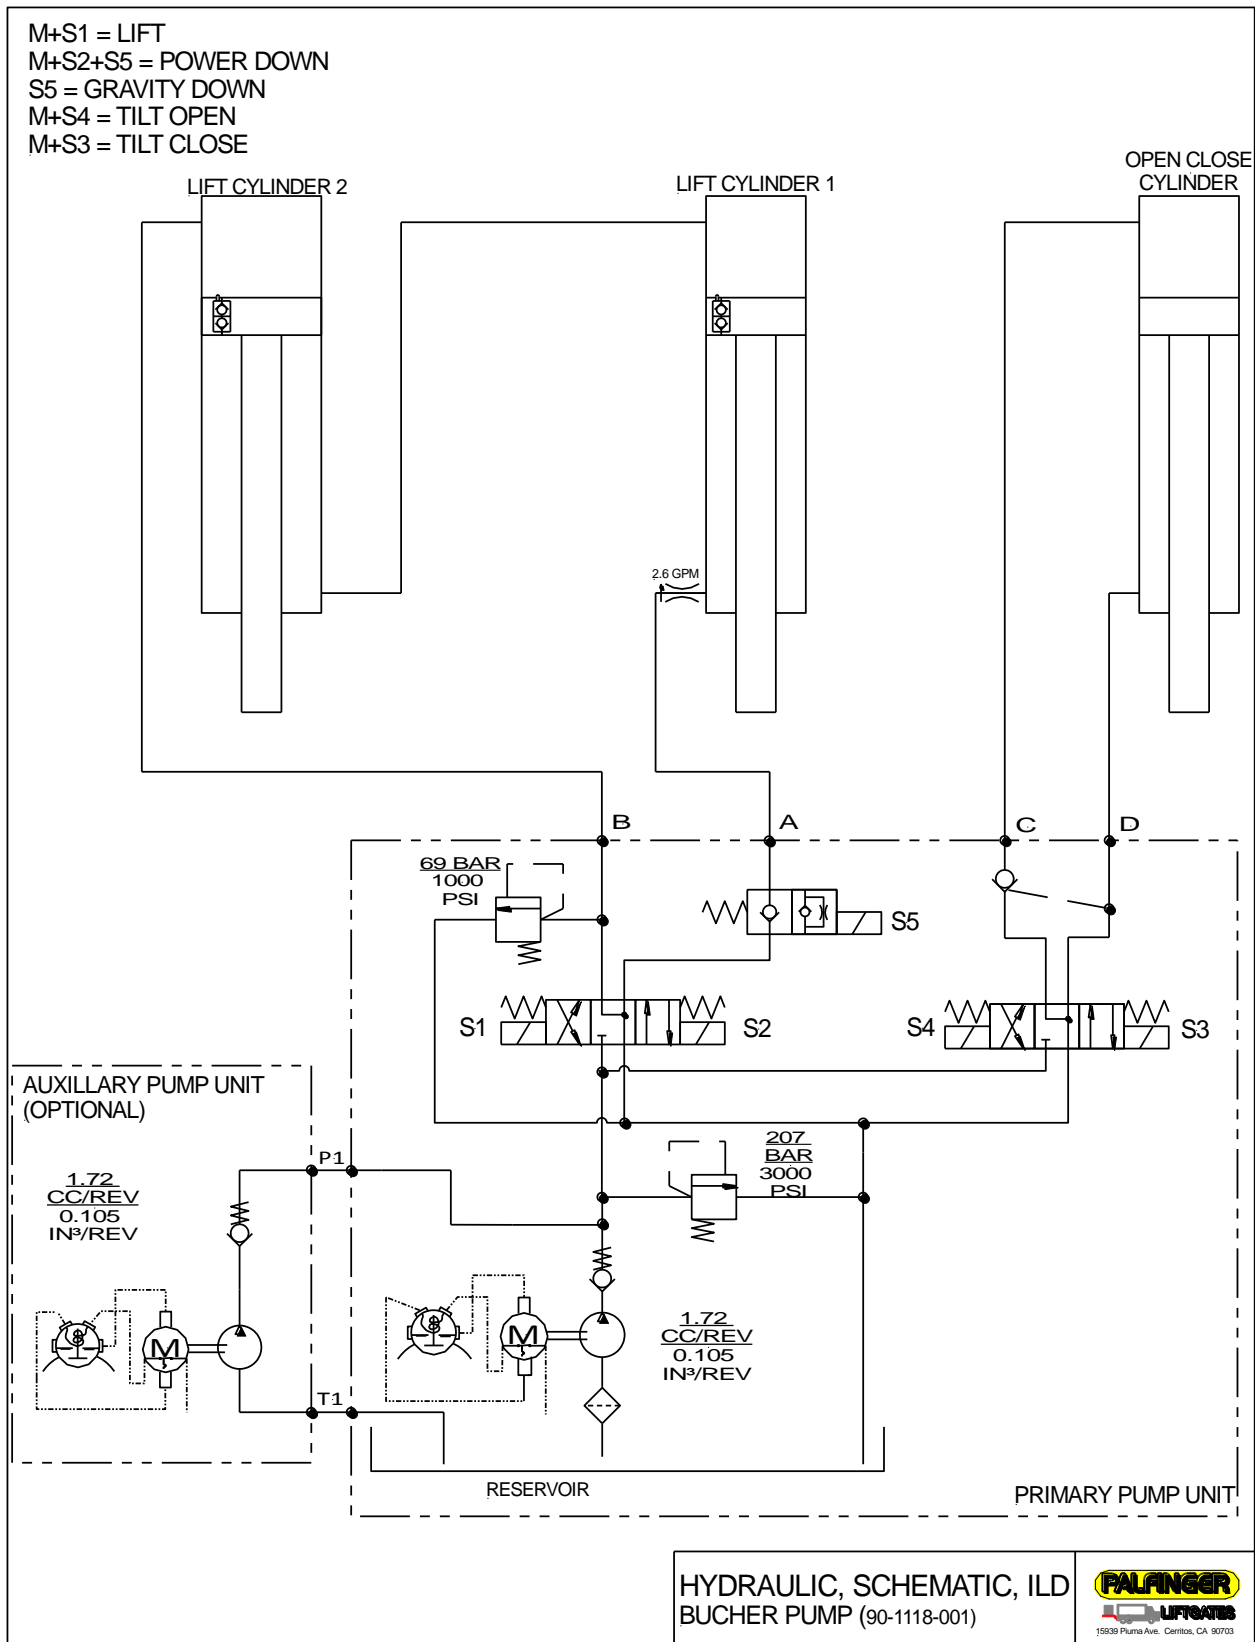 M+S1 = LIFT
M+S2+S5 = POWER DOWN
S5 = GRAVITY DOWN
M+S4 = TILT OPEN
M+S3 = TILT CLOSE
LIFT CYLINDER 2
LIFT CYLINDER 1
OPEN CLOSE
CYLINDER
2.6 GPM
B
A
C
D
69 BAR
1000
PSI
S5
S1
S2
S4
S3
AUXILLARY PUMP UNIT
(OPTIONAL)
P1
207
BAR
3000
PSI
1.72
CC/REV
0.105
IN³/REV
M
M
1.72
CC/REV
0.105
IN³/REV
T1
RESERVOIR
PRIMARY PUMP UNIT
HYDRAULIC, SCHEMATIC, ILD
BUCHER PUMP (90-1118-001)
PALFINGER
LIFTGATES
15939 Piuma Ave. Cerritos, CA 90703